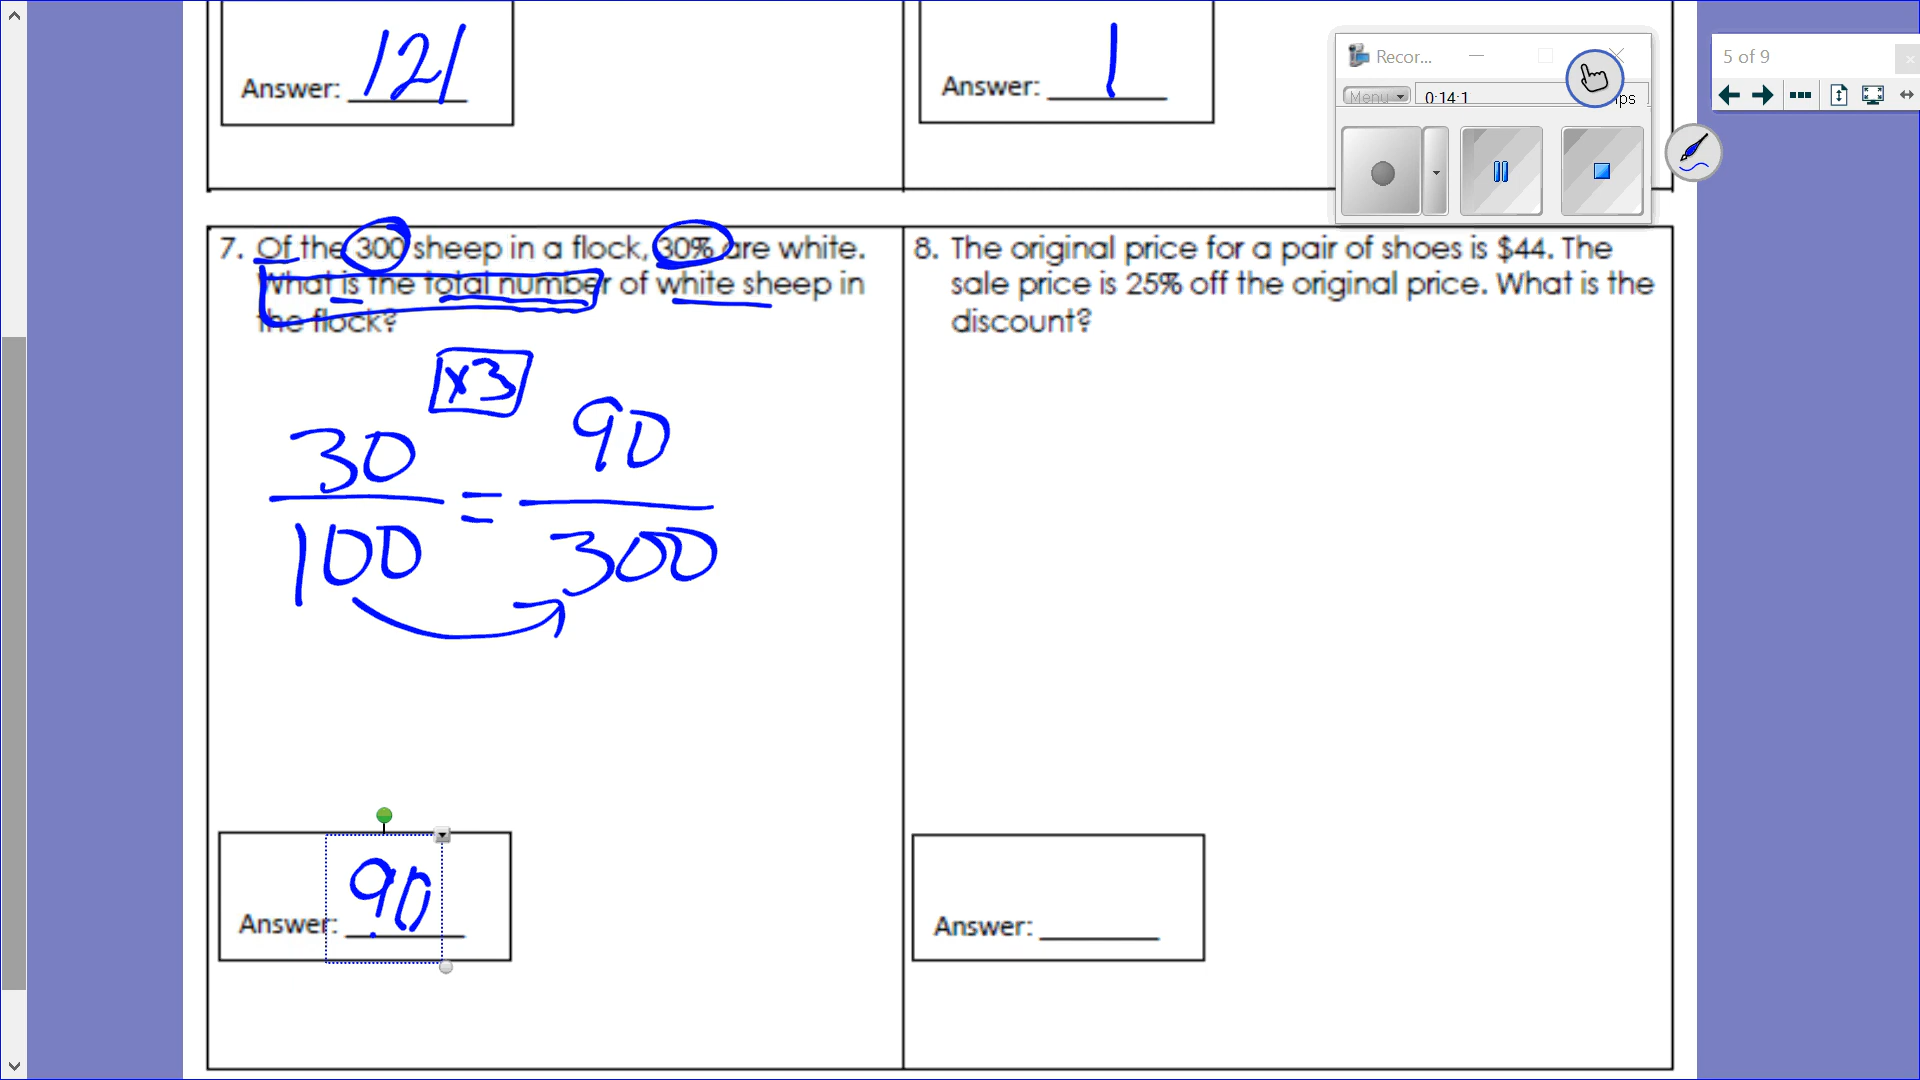 Answer: 121
Answer: 1
Recor...
Menu
0:14:1
ps
5 of 9
7. Of the 300 sheep in a flock, 30% are white.
What is the total number of white sheep in
the flock?
x3
30
100
=
90
300
Answer: 90
8. The original price for a pair of shoes is $44. The
sale price is 25% off the original price. What is the
discount?
Answer: